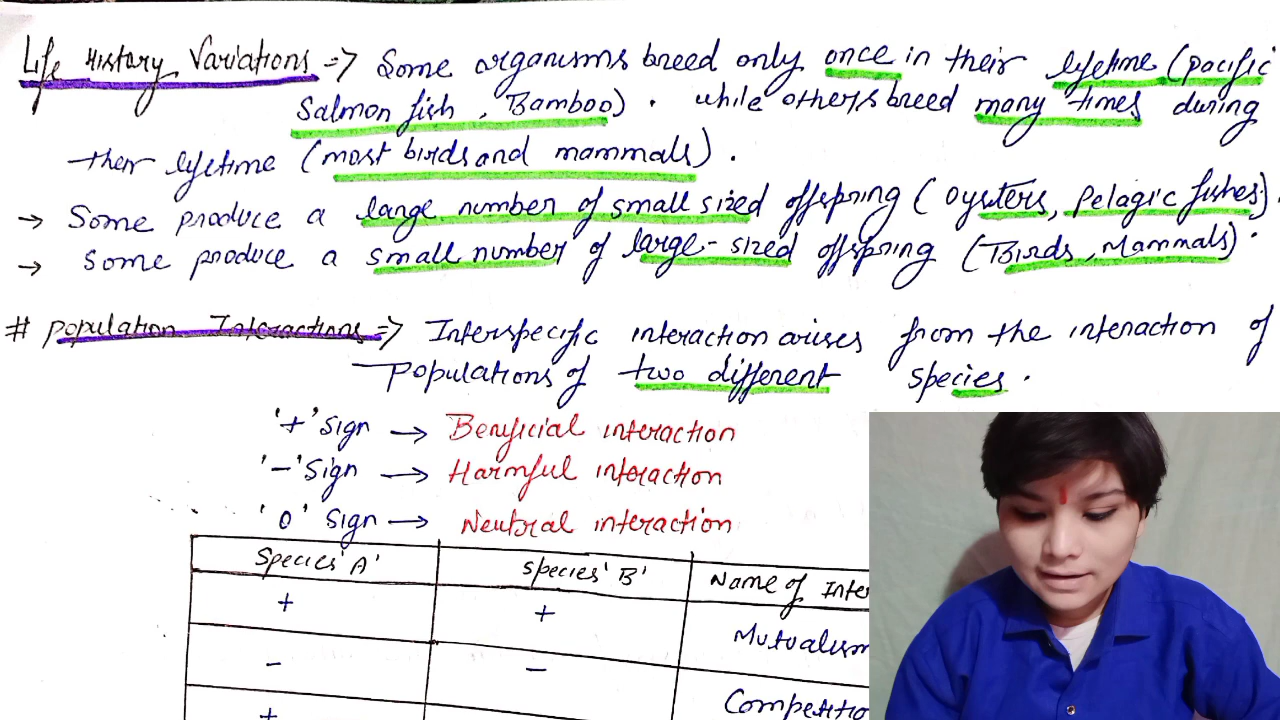 Life History Variations => Some organisms breed only once in their lifetime (pacific
Salmon fish, Bamboo). while others breed many times during
their lifetime (most birds and mammals).
→ Some produce a large number of small sized offspring (Oysters, Pelagic fishes).
→ Some produce a small number of large-sized offspring (Birds, Mammals).
# Population Interactions => Interspecific interaction arises from the interaction of
Populations of two different species.
'+' sign → Beneficial interaction
'-' sign → Harmful interaction
'0' sign → Neutral interaction
Species 'A' Species 'B' Name of Inte
+ + Mutualism
- - Competitio
+